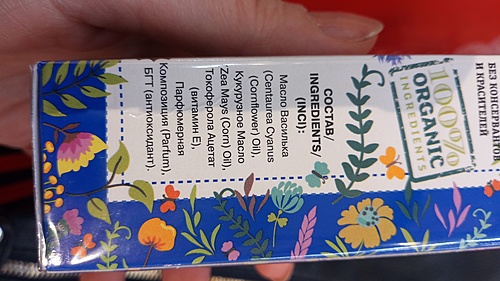 БЕЗ КОНСЕРВАНТОВ
И КРАСИТЕЛЕЙ
100%
ORGANIC
INGREDIENTS
СОСТАВ/
INGREDIENTS
(INCI):
Масло Василька
(Centaurea Cyanus
(Cornflower) Oil),
Кукурузное Масло
(Zea Mays (Corn) Oil),
Токоферола Ацетат
(витамин Е),
Парфюмерная
Композиция (Parfum),
БГТ (антиоксидант).